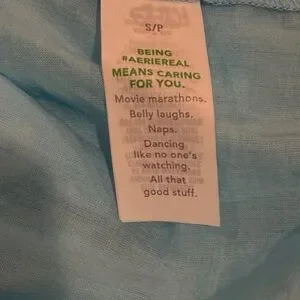 S/P
BEING
#AERIEREAL
MEANS CARING
FOR YOU.
Movie marathons.
Belly laughs.
Naps.
Dancing
like no one's
watching.
All that
good stuff.